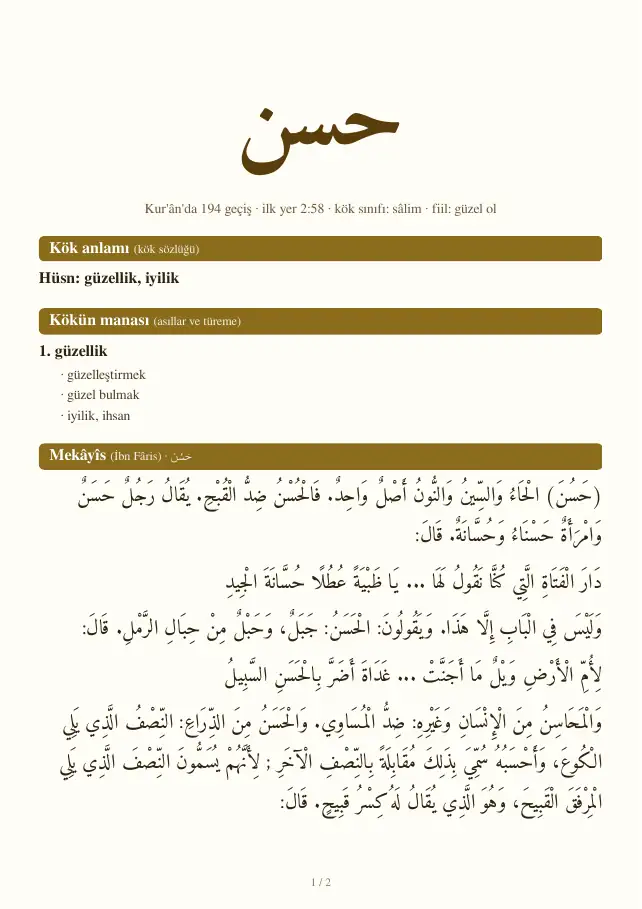 حسن
Kur'ân'da 194 geçiş · ilk yer 2:58 · kök sınıfı: sâlim · fiil: güzel ol
Kök anlamı (kök sözlüğü)
Hüsn: güzellik, iyilik
Kökün manası (asıllar ve türeme)
1. güzellik
· güzelleştirmek
· güzel bulmak
· iyilik, ihsan
Mekâyîs (İbn Fâris) · حَسُنَ
(حَسُنَ) الْحَاءُ وَالسِّينُ وَالنُّونُ أَصْلٌ وَاحِدٌ. فَالْحُسْنُ ضِدُّ الْقُبْحِ. يُقَالُ رَجُلٌ حَسَنٌ
وَامْرَأَةٌ حَسْنَاءُ وَحُسَّانَةٌ. قَالَ:
دَارَ الْفَتَاةِ الَّتِي كُنَّا نَقُولُ لَهَا ... يَا ظَبْيَةً عُطُلًا حُسَّانَةَ الْجِيدِ
وَلَيْسَ فِي الْبَابِ إِلَّا هَذَا. وَيَقُولُونَ: الْحَسَنُ: جَبَلٌ، وَحَبْلٌ مِنْ حِبَالِ الرَّمْلِ. قَالَ:
لِأُمِّ الْأَرْضِ وَيْلٌ مَا أَجَنَّتْ ... غَدَاةَ أَضَرَّ بِالْحَسَنِ السَّبِيلُ
وَالْمَحَاسِنُ مِنَ الْإِنْسَانِ وَغَيْرِهِ: ضِدُّ الْمَسَاوِي. وَالْحَسَنُ مِنَ الذِّرَاعِ: النِّصْفُ الَّذِي يَلِي
الْكُوعَ، وَأَحْسَبُهُ سُمِّيَ بِذَلِكَ مُقَابَلَةً بِالنِّصْفِ الْآخَرِ ; لِأَنَّهُمْ يُسَمُّونَ النِّصْفَ الَّذِي يَلِي
الْمِرْفَقَ الْقَبِيحَ، وَهُوَ الَّذِي يُقَالُ لَهُ كِسْرُ قَبِيحٍ. قَالَ:
1 / 2